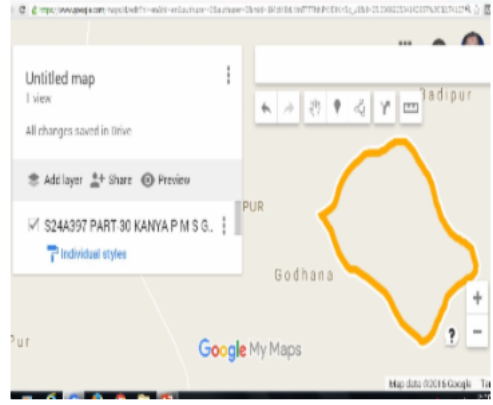 Untitled map
1 view
All changes saved in Drive
Add layer Share Preview
S24A397 PART-30 KANYA P M S G..
Individual styles
Badipur
PUR
Godhana
Pur
Google My Maps
+
−
?
Map data ©2016 Google Te